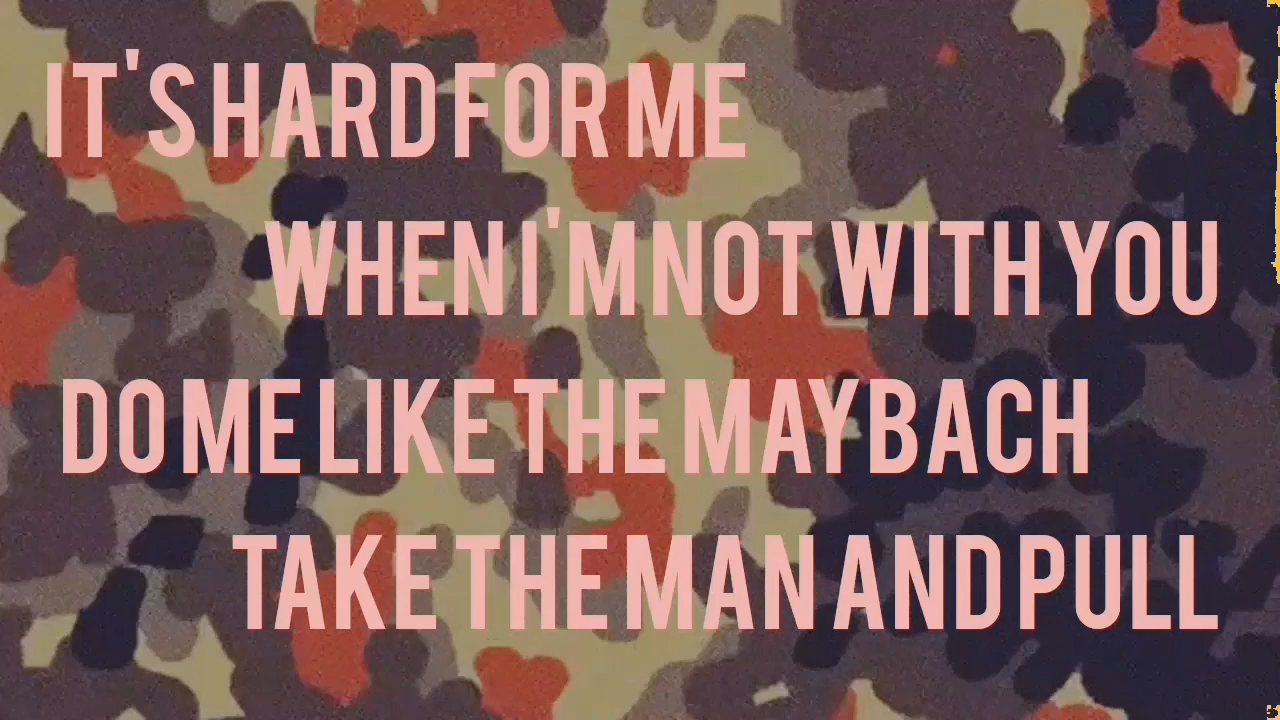 IT'S HARD FOR ME
WHEN I'M NOT WITH YOU
DO ME LIKE THE MAYBACH
TAKE THE MAN AND PULL